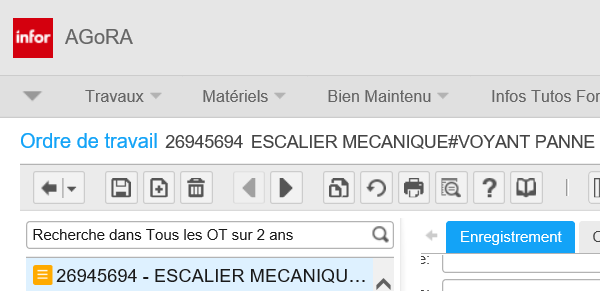 infor AGoRA
Travaux Matériels Bien Maintenu Infos Tutos For
Ordre de travail 26945694 ESCALIER MECANIQUE#VOYANT PANNE
?
Recherche dans Tous les OT sur 2 ans
Enregistrement
26945694 - ESCALIER MECANIQU...